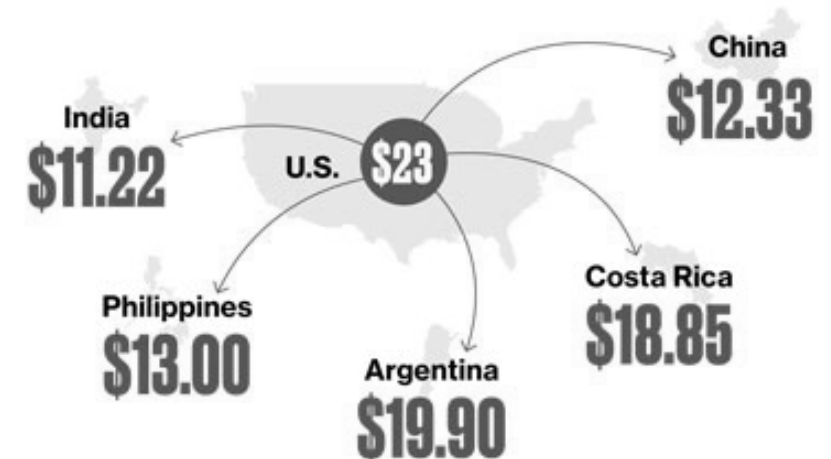 China
$12.33
India
$11.22
U.S. $23
Costa Rica
$18.85
Philippines
$13.00
Argentina
$19.90